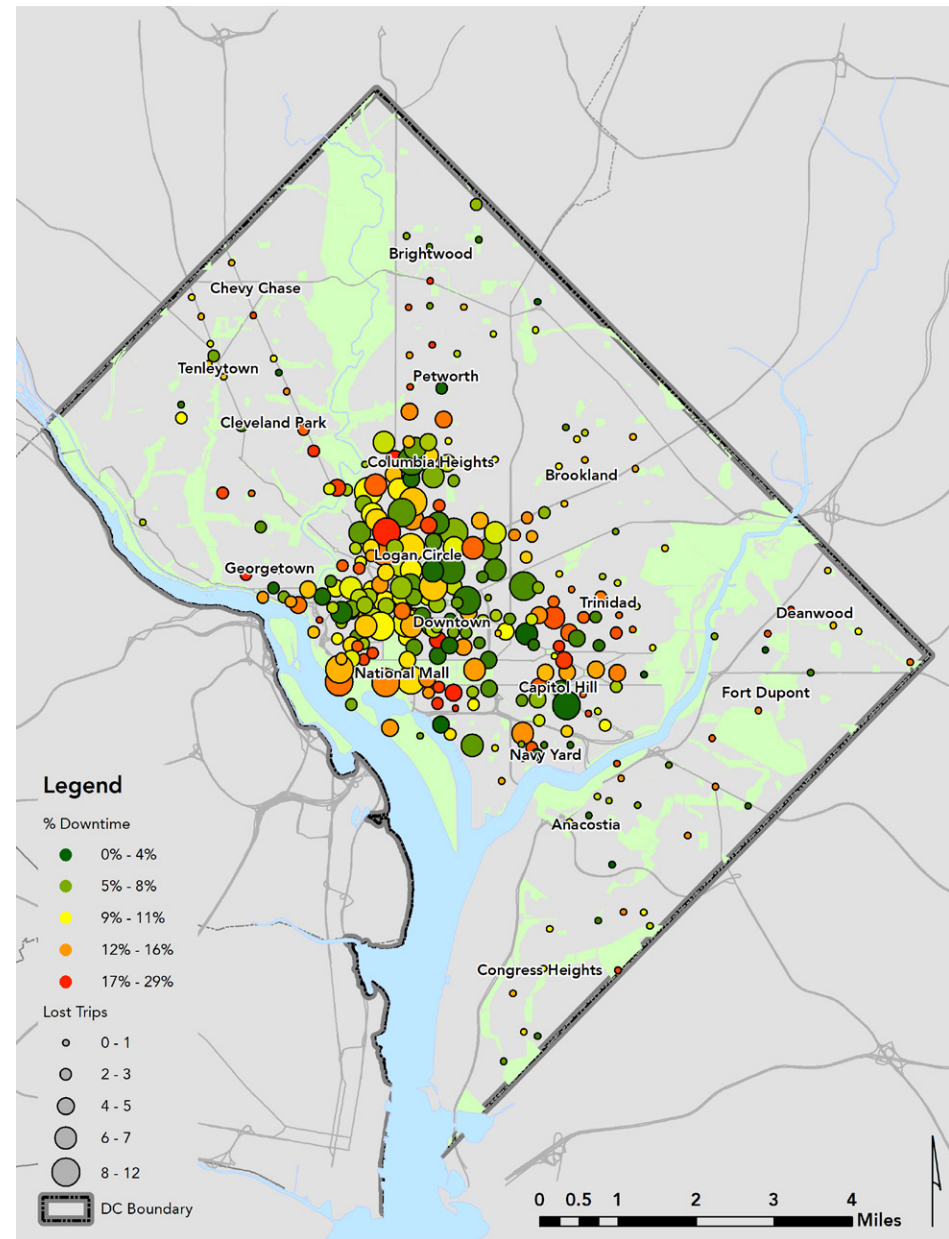 Brightwood
Chevy Chase
Tenleytown
Petworth
Cleveland Park
Columbia Heights
Brookland
Logan Circle
Georgetown
Trinidad
Deanwood
Downtown
National Mall
Capitol Hill
Fort Dupont
Navy Yard
Anacostia
Congress Heights
Legend
% Downtime
0% - 4%
5% - 8%
9% - 11%
12% - 16%
17% - 29%
Lost Trips
0 - 1
2 - 3
4 - 5
6 - 7
8 - 12
DC Boundary
0 0.5 1 2 3 4
Miles